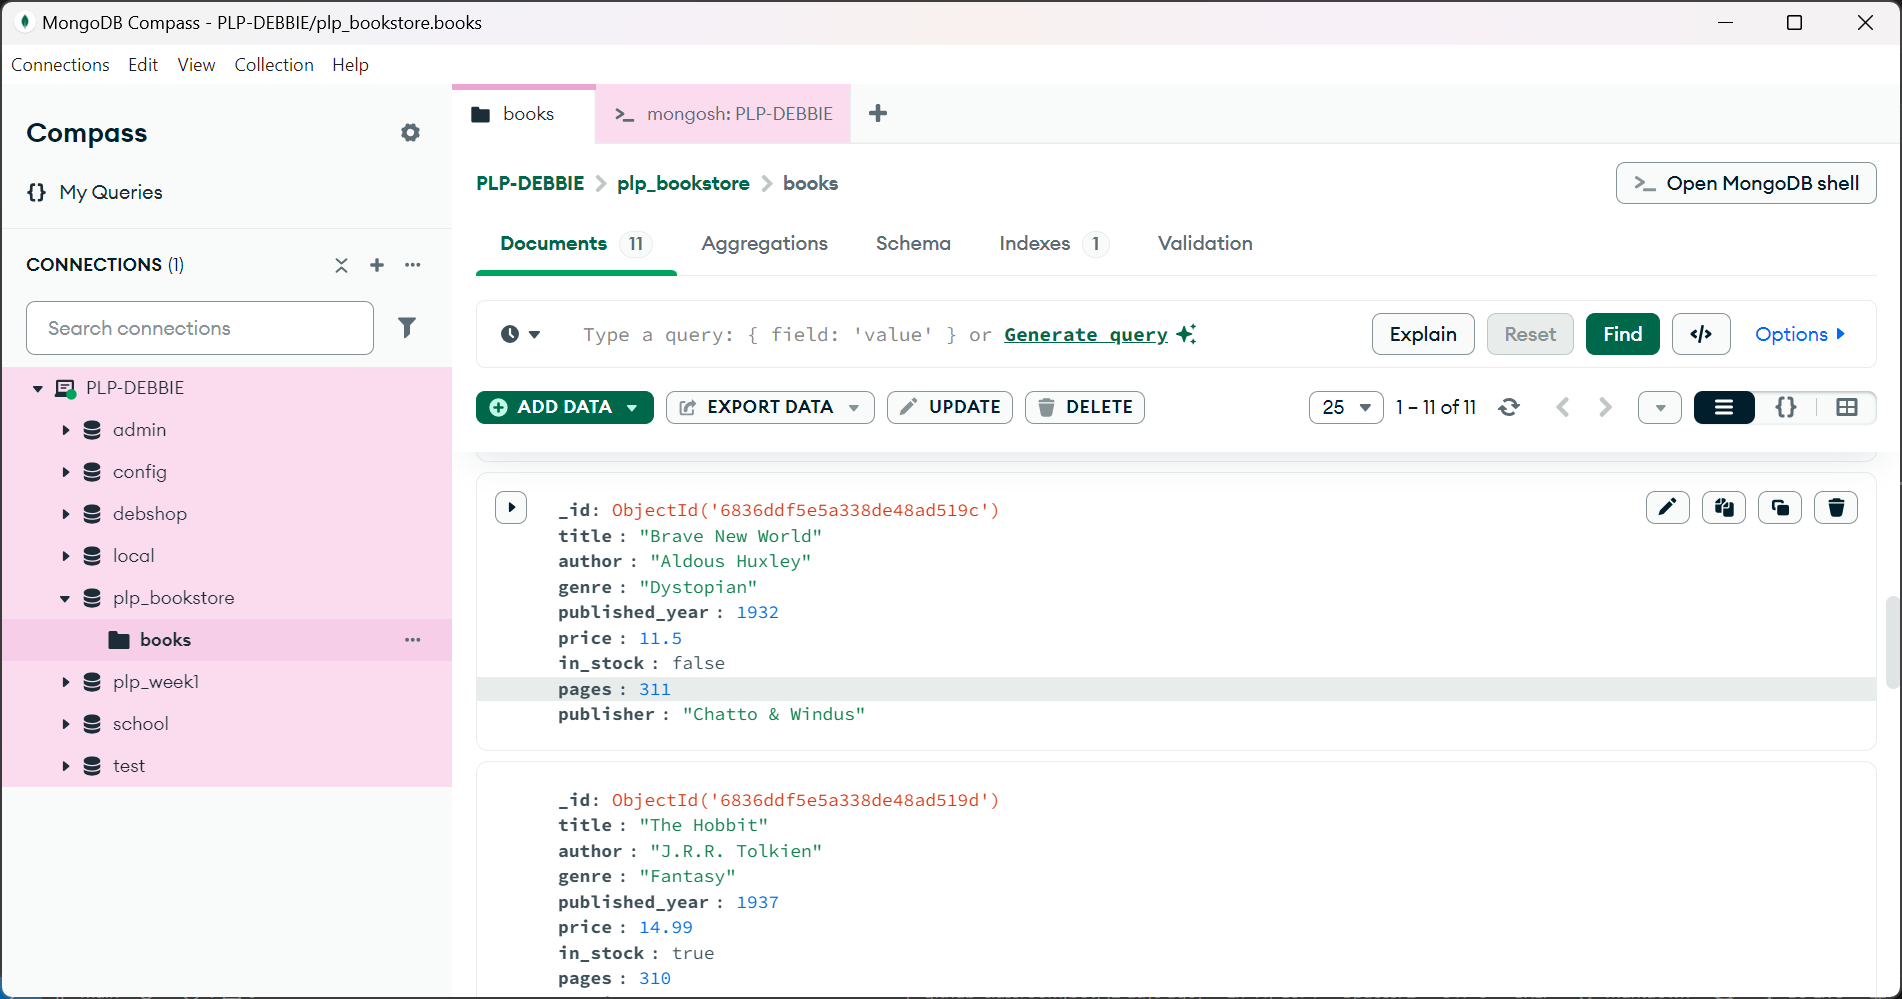 MongoDB Compass - PLP-DEBBIE/plp_bookstore.books
Connections Edit View Collection Help
Compass
{} My Queries
CONNECTIONS (1)
Search connections
PLP-DEBBIE
admin
config
debshop
local
plp_bookstore
books
plp_week1
school
test
books
>_ mongosh: PLP-DEBBIE
PLP-DEBBIE > plp_bookstore > books
>_ Open MongoDB shell
Documents 11 Aggregations Schema Indexes 1 Validation
Type a query: { field: 'value' } or Generate query
Explain Reset Find </> Options
ADD DATA EXPORT DATA UPDATE DELETE
25 1 – 11 of 11 {}
_id: ObjectId('6836ddf5e5a338de48ad519c')
title : "Brave New World"
author : "Aldous Huxley"
genre : "Dystopian"
published_year : 1932
price : 11.5
in_stock : false
pages : 311
publisher : "Chatto & Windus"
_id: ObjectId('6836ddf5e5a338de48ad519d')
title : "The Hobbit"
author : "J.R.R. Tolkien"
genre : "Fantasy"
published_year : 1937
price : 14.99
in_stock : true
pages : 310